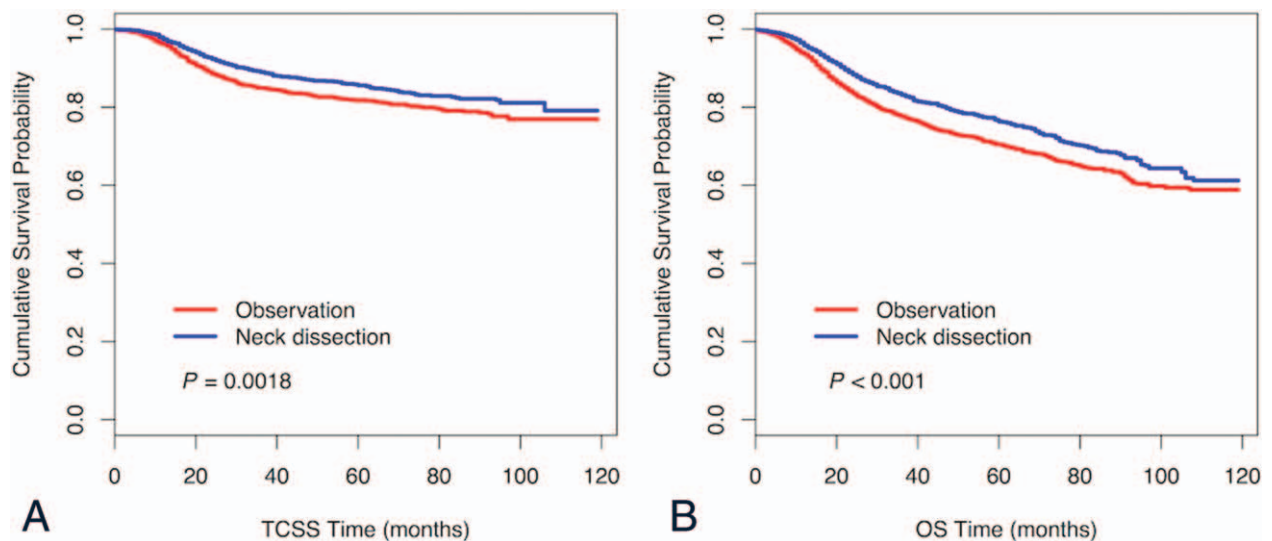 Cumulative Survival Probability
1.0
0.8
0.6
0.4
0.2
0.0
Observation
Neck dissection
P = 0.0018
0 20 40 60 80 100 120
A
TCSS Time (months)
Cumulative Survival Probability
1.0
0.8
0.6
0.4
0.2
0.0
Observation
Neck dissection
P < 0.001
0 20 40 60 80 100 120
B
OS Time (months)